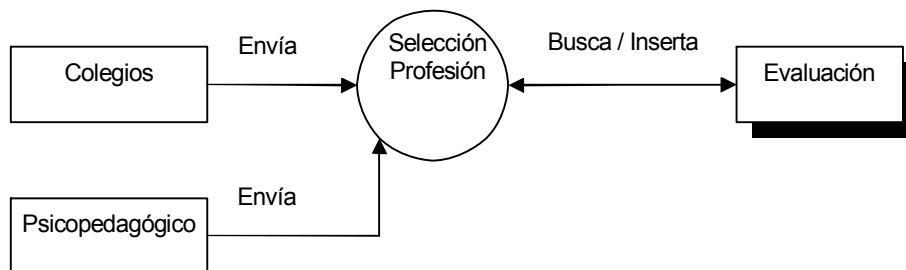 Envía
Selección
Profesión
Busca / Inserta
Colegios
Evaluación
Envía
Psicopedagógico